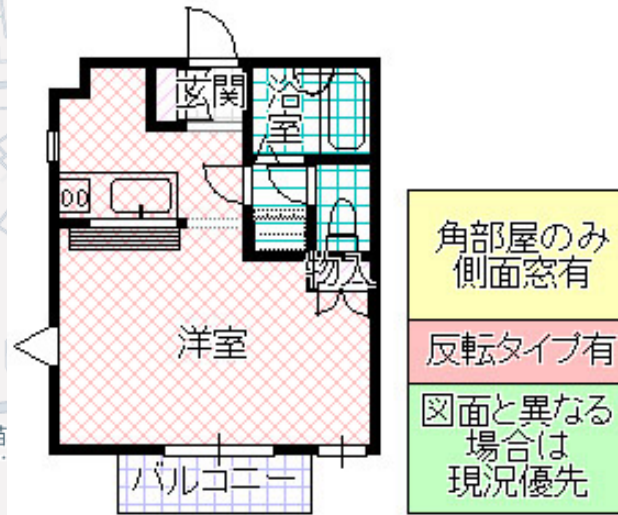 玄関
浴室
物入
洋室
バルコニー
角部屋のみ
側面窓有
反転タイプ有
図面と異なる
場合は
現況優先